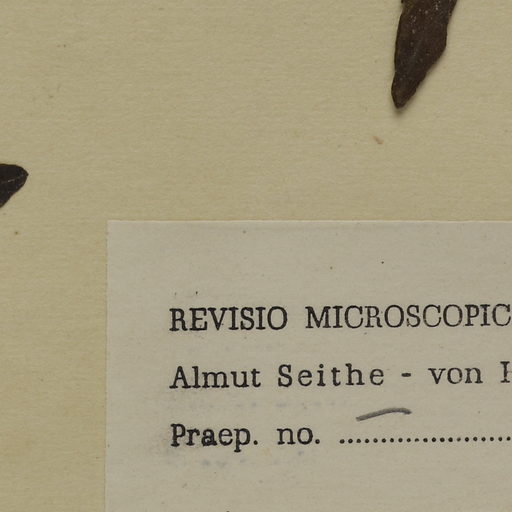 REVISIO MICROSCOPIC
Almut Seithe - von H
Praep. no. ....................